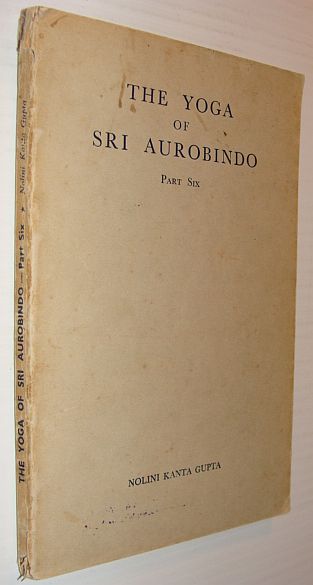 THE YOGA
OF
SRI AUROBINDO
PART SIX
NOLINI KANTA GUPTA
THE YOGA OF SRI AUROBINDO — Part Six ★ Nolini Kanta Gupta